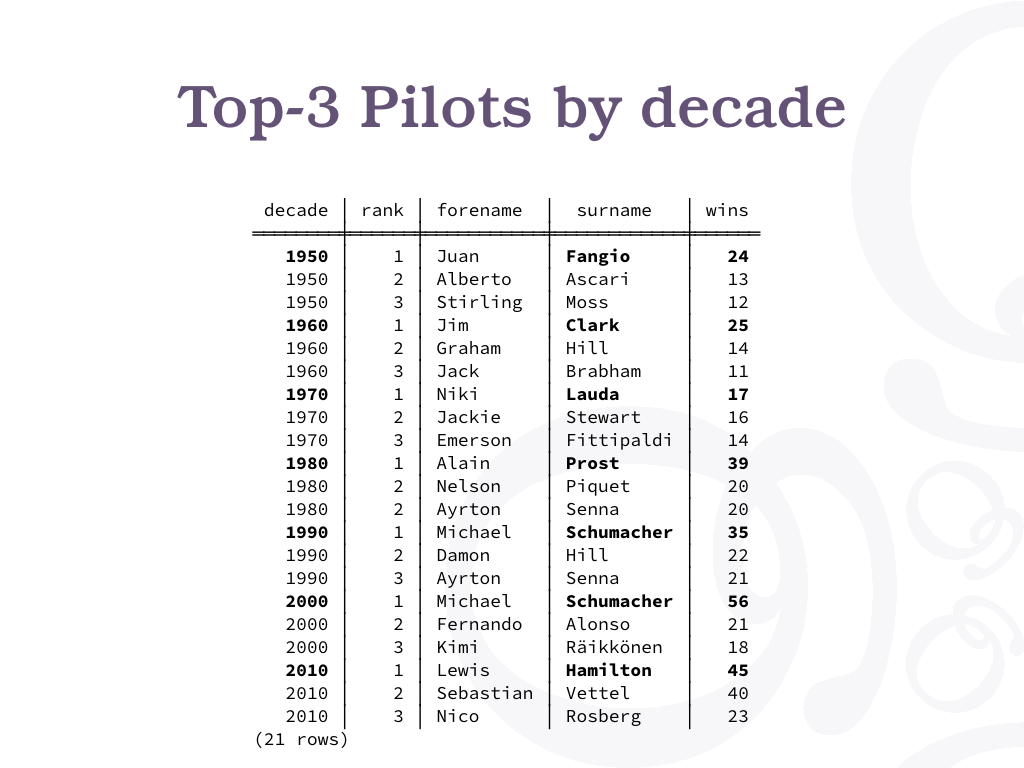 Top-3 Pilots by decade
decade │ rank │ forename │ surname │ wins
════════╪══════╪═══════════╪════════════╪══════
1950 │ 1 │ Juan │ Fangio │ 24
1950 │ 2 │ Alberto │ Ascari │ 13
1950 │ 3 │ Stirling │ Moss │ 12
1960 │ 1 │ Jim │ Clark │ 25
1960 │ 2 │ Graham │ Hill │ 14
1960 │ 3 │ Jack │ Brabham │ 11
1970 │ 1 │ Niki │ Lauda │ 17
1970 │ 2 │ Jackie │ Stewart │ 16
1970 │ 3 │ Emerson │ Fittipaldi │ 14
1980 │ 1 │ Alain │ Prost │ 39
1980 │ 2 │ Nelson │ Piquet │ 20
1980 │ 2 │ Ayrton │ Senna │ 20
1990 │ 1 │ Michael │ Schumacher │ 35
1990 │ 2 │ Damon │ Hill │ 22
1990 │ 3 │ Ayrton │ Senna │ 21
2000 │ 1 │ Michael │ Schumacher │ 56
2000 │ 2 │ Fernando │ Alonso │ 21
2000 │ 3 │ Kimi │ Räikkönen │ 18
2010 │ 1 │ Lewis │ Hamilton │ 45
2010 │ 2 │ Sebastian │ Vettel │ 40
2010 │ 3 │ Nico │ Rosberg │ 23
(21 rows)